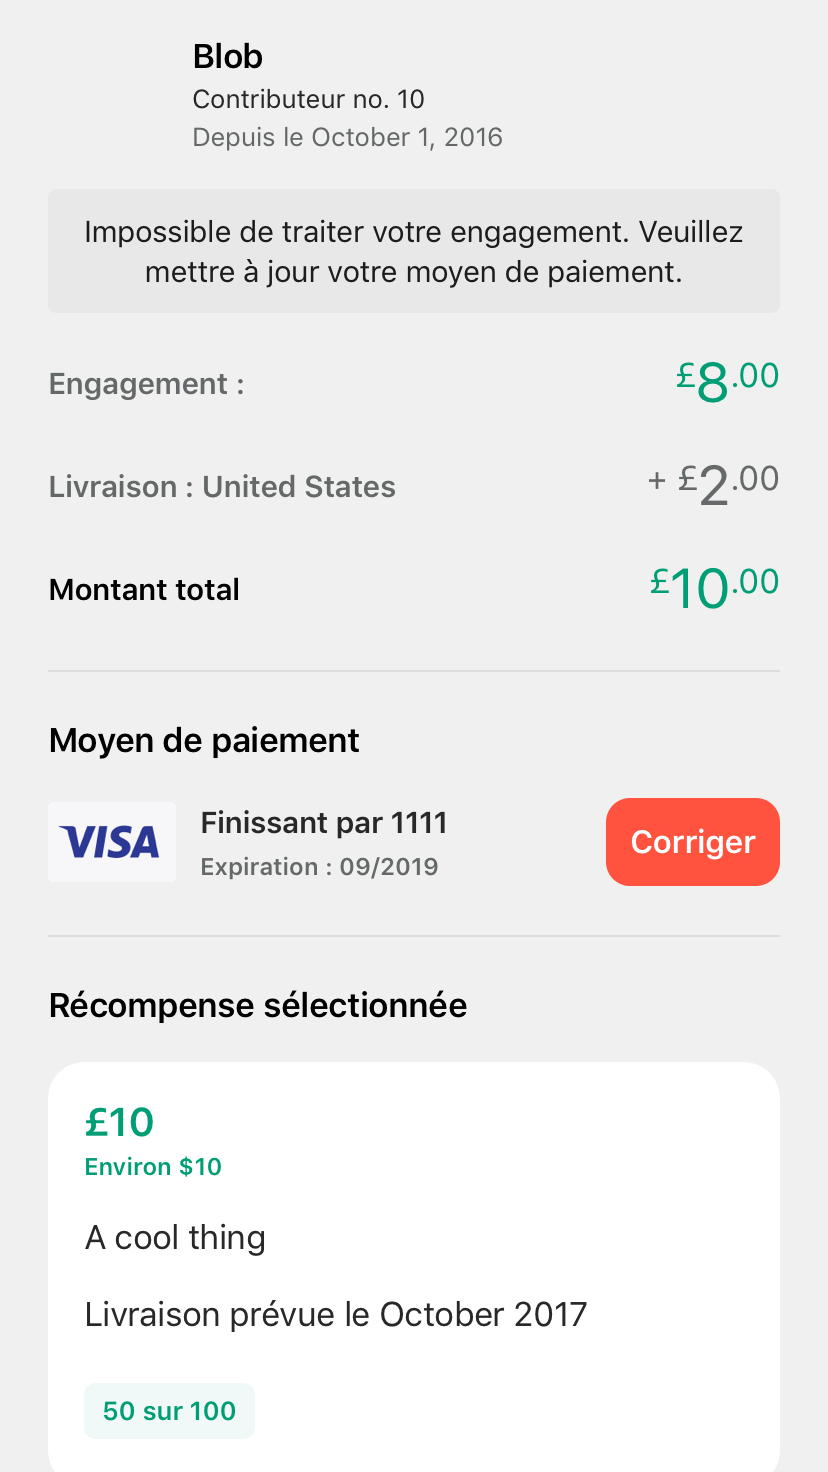 Blob
Contributeur no. 10
Depuis le October 1, 2016
Impossible de traiter votre engagement. Veuillez
mettre à jour votre moyen de paiement.
Engagement : £8.00
Livraison : United States + £2.00
Montant total £10.00
Moyen de paiement
VISA
Finissant par 1111
Expiration : 09/2019
Corriger
Récompense sélectionnée
£10
Environ $10
A cool thing
Livraison prévue le October 2017
50 sur 100